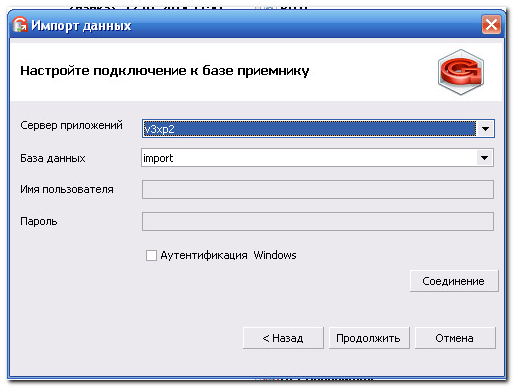 Импорт данных
Настройте подключение к базе приемнику
Сервер приложений
v3xp2
База данных
import
Имя пользователя
Пароль
Аутентификация Windows
Соединение
< Назад
Продолжить
Отмена